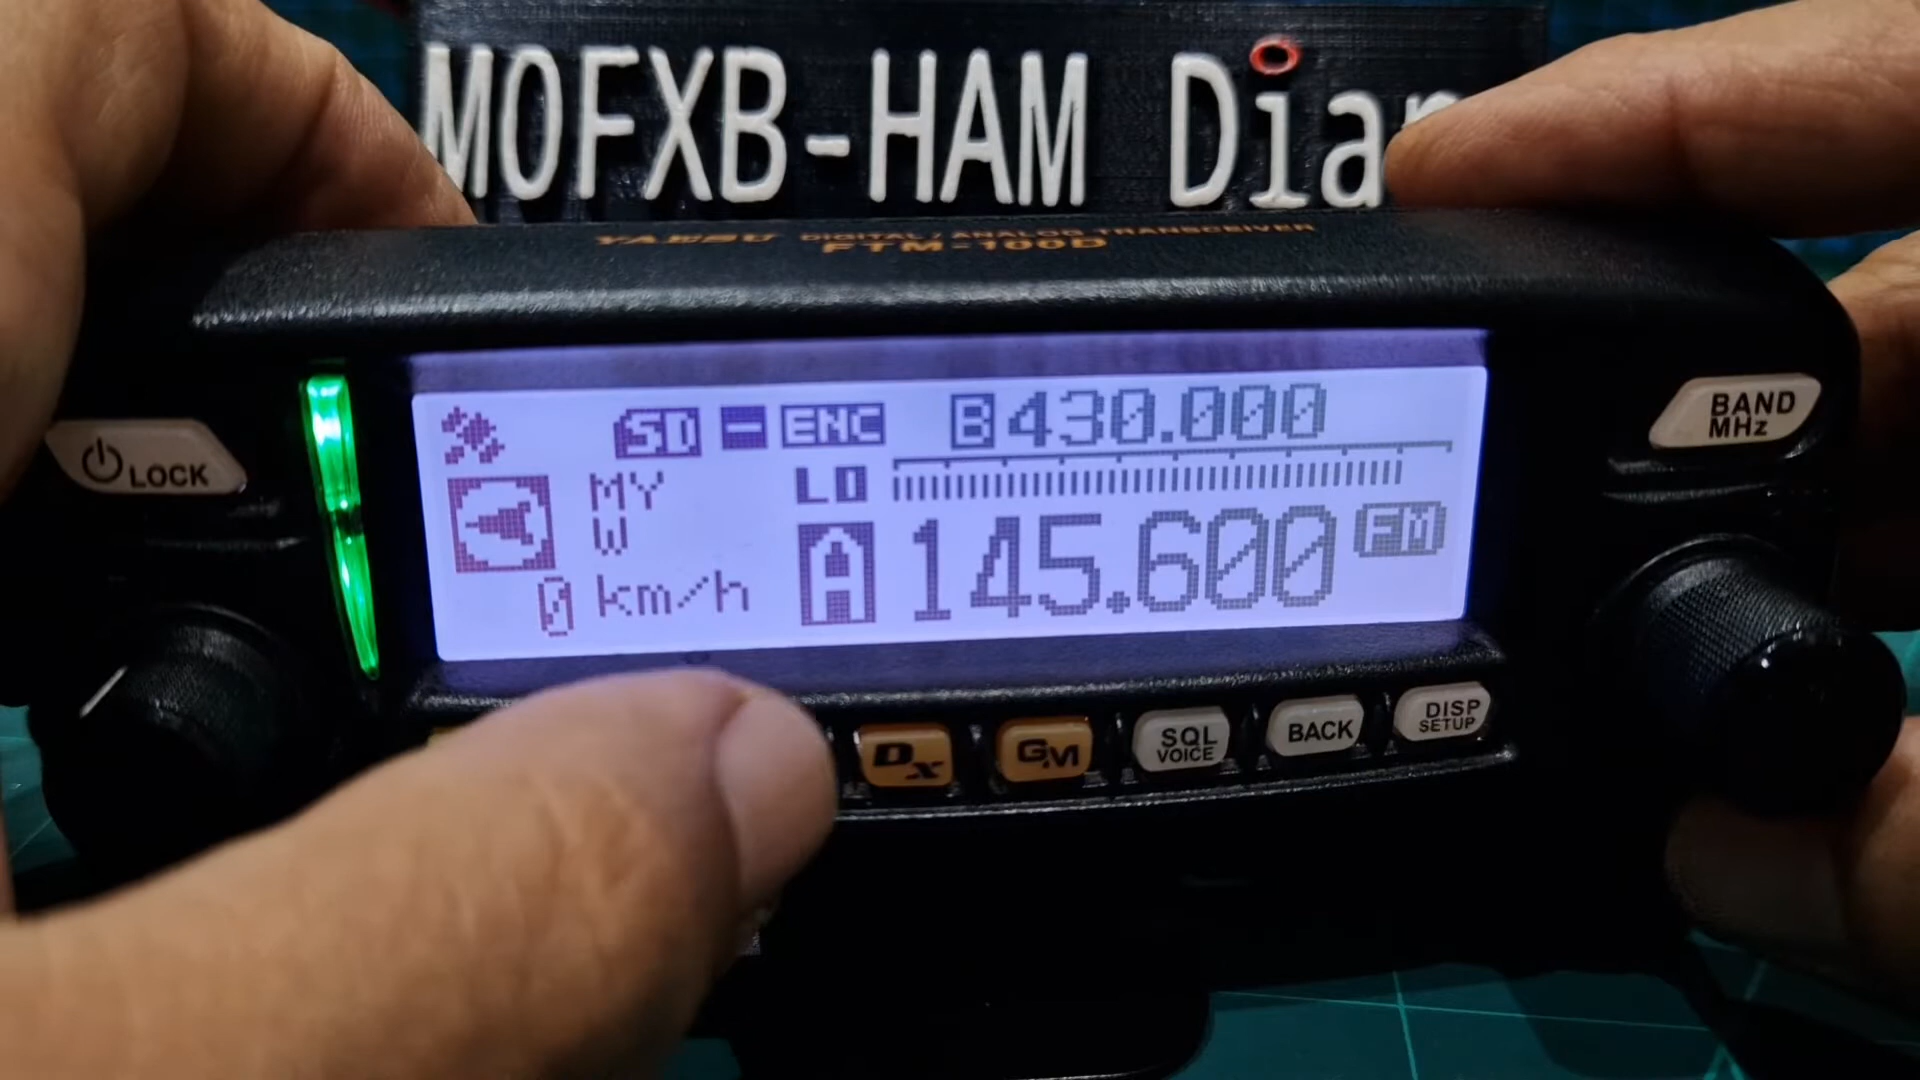 M0FXB-HAM Diar
YAESU DIGITAL/ANALOG TRANSCEIVER
FTM-100D
LOCK
SD - ENC B 430.000
MY LO
W
0 km/h A 145.600 FM
BAND
MHz
Dx
GM
SQL
VOICE
BACK
DISP
SETUP